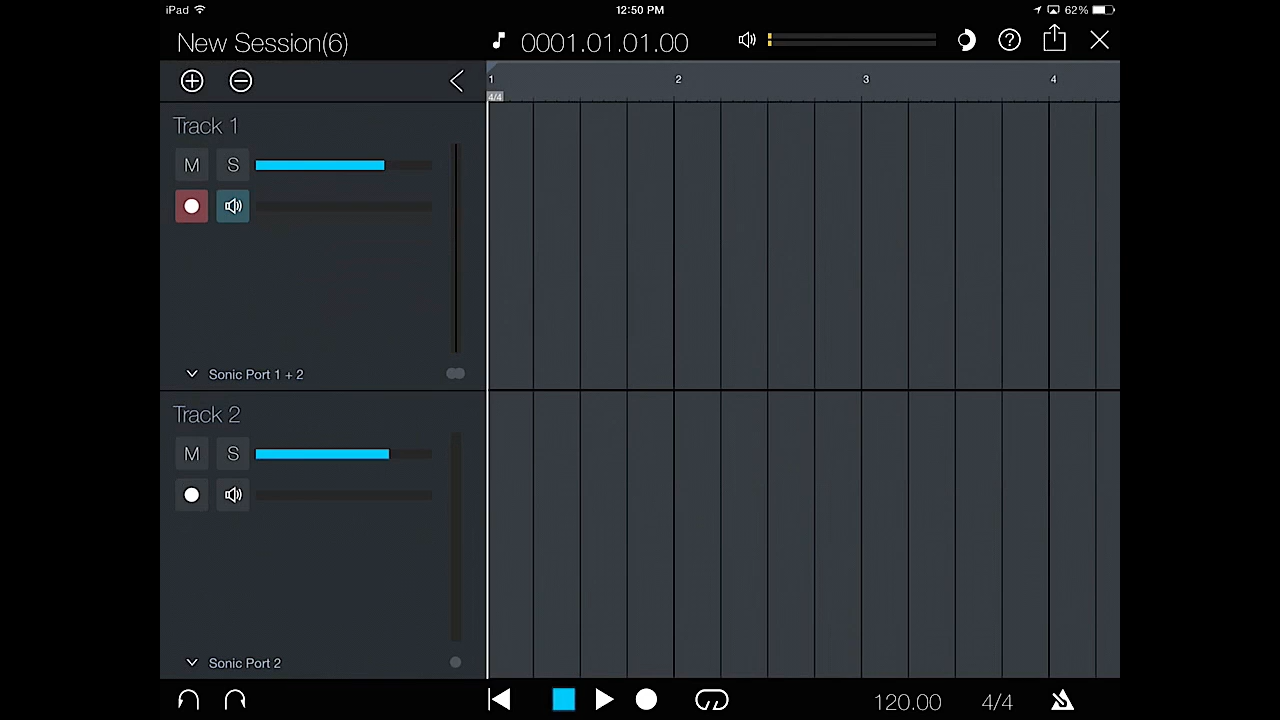 iPad 12:50 PM 62%
New Session(6) 0001.01.01.00
1 2 3 4
4/4
Track 1
M S
Sonic Port 1 + 2
Track 2
M S
Sonic Port 2
120.00 4/4